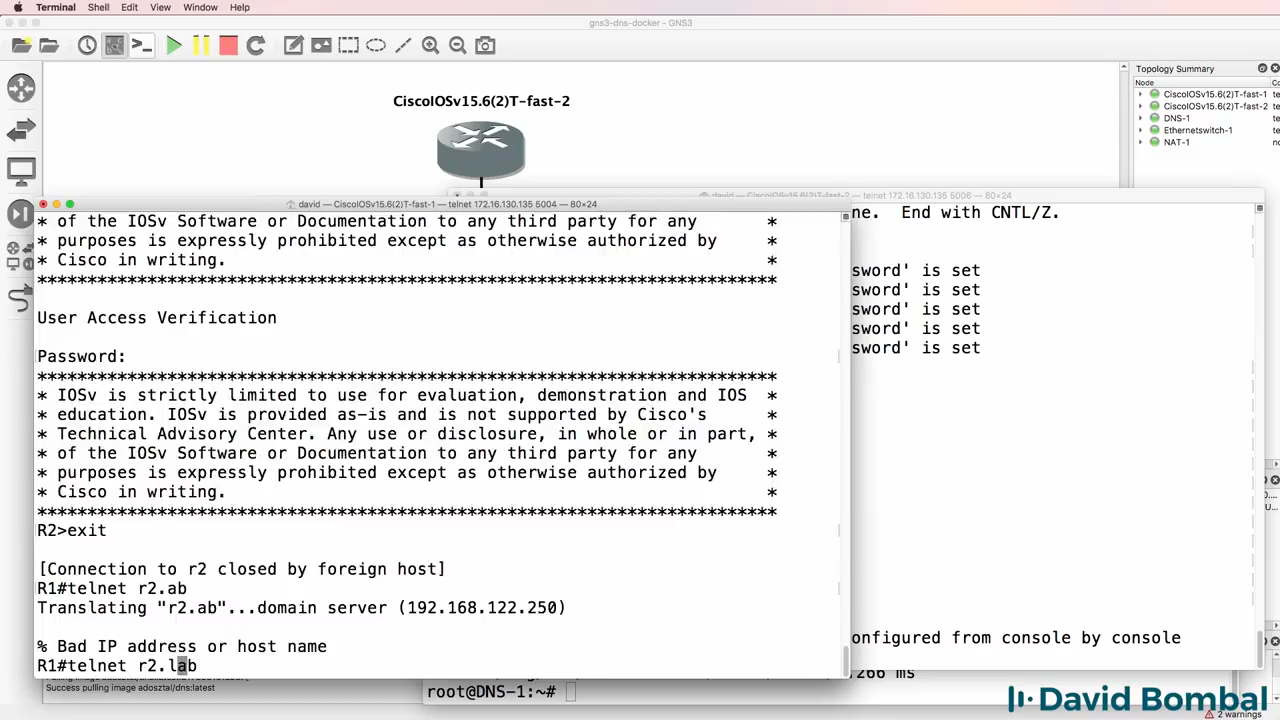 Terminal Shell Edit View Window Help
gns3-dns-docker - GNS3
CiscoIOSv15.6(2)T-fast-2
Topology Summary
Node
CiscoIOSv15.6(2)T-fast-1 te
CiscoIOSv15.6(2)T-fast-2 te
DNS-1 te
Ethernetswitch-1 te
NAT-1 no
david — CiscoIOSv15.6(2)T-fast-2 — telnet 172.16.130.135 5006 — 80×24
david — CiscoIOSv15.6(2)T-fast-1 — telnet 172.16.130.135 5004 — 80×24
ne. End with CNTL/Z.
sword' is set
sword' is set
sword' is set
sword' is set
sword' is set
onfigured from console by console
* of the IOSv Software or Documentation to any third party for any *
* purposes is expressly prohibited except as otherwise authorized by *
* Cisco in writing. *
****************************************************************************
User Access Verification
Password:
****************************************************************************
* IOSv is strictly limited to use for evaluation, demonstration and IOS *
* education. IOSv is provided as-is and is not supported by Cisco's *
* Technical Advisory Center. Any use or disclosure, in whole or in part, *
* of the IOSv Software or Documentation to any third party for any *
* purposes is expressly prohibited except as otherwise authorized by *
* Cisco in writing. *
****************************************************************************
R2>exit
[Connection to r2 closed by foreign host]
R1#telnet r2.ab
Translating "r2.ab"...domain server (192.168.122.250)
% Bad IP address or host name
R1#telnet r2.lab
Success pulling image adosztal/dns:latest
ms
root@DNS-1:~#
David Bombal
2 warnings